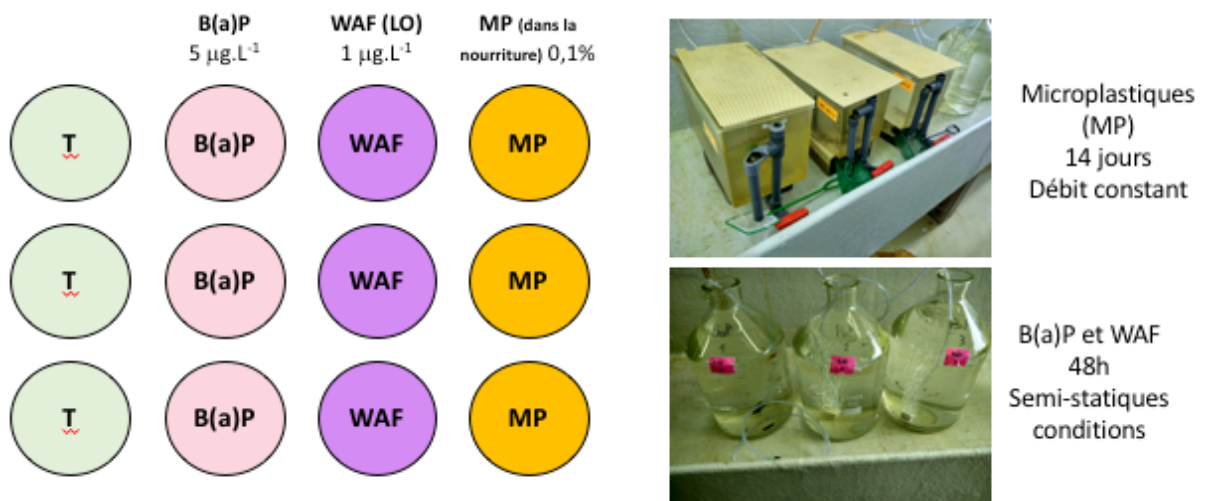 B(a)P
5 µg.L⁻¹
WAF (LO)
1 µg.L⁻¹
MP (dans la
nourriture) 0,1%
T
B(a)P
WAF
MP
T
B(a)P
WAF
MP
T
B(a)P
WAF
MP
Microplastiques
(MP)
14 jours
Débit constant
B(a)P et WAF
48h
Semi-statiques
conditions